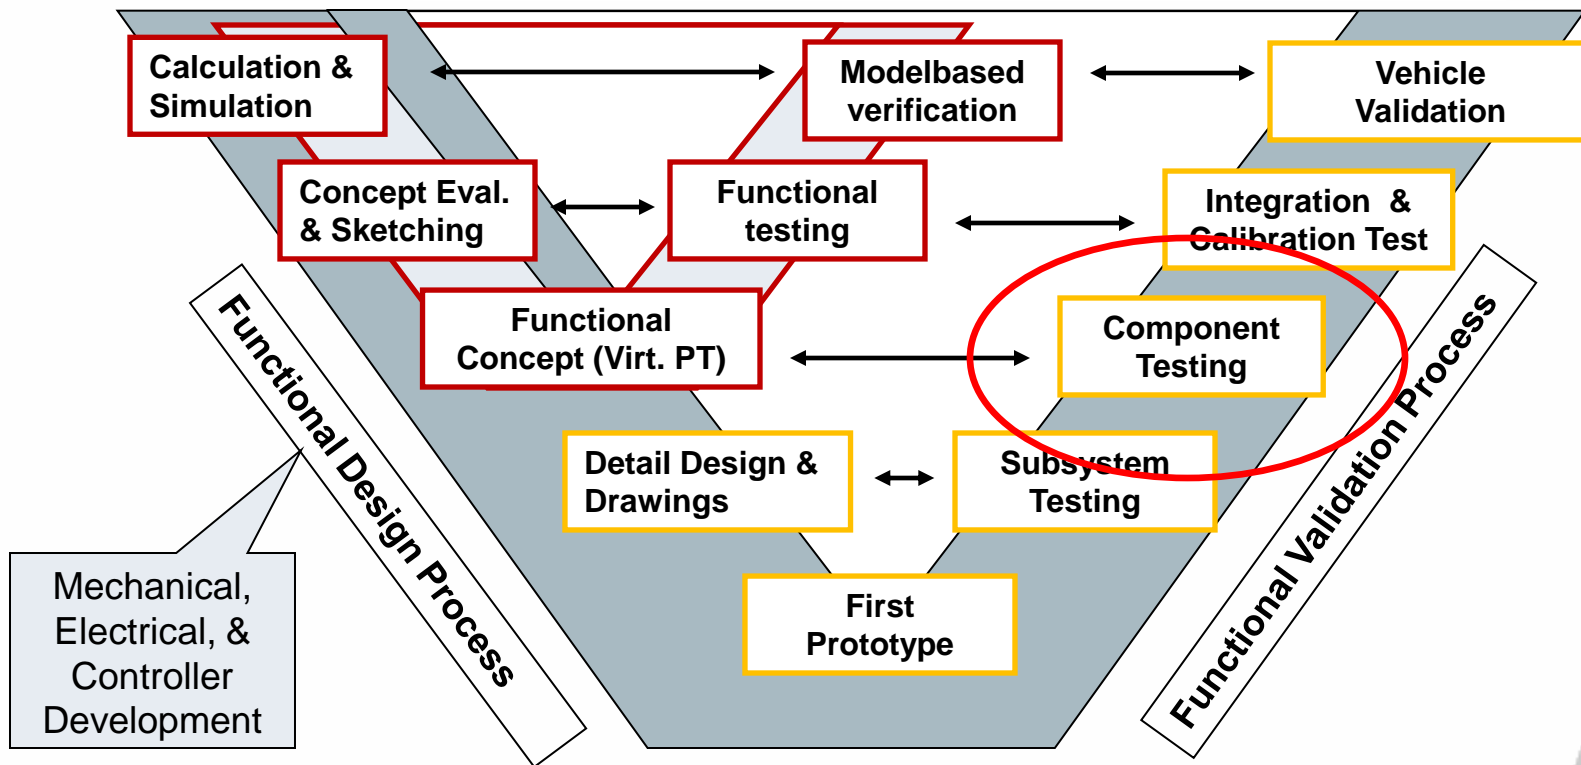 Calculation &
Simulation
Modelbased
verification
Vehicle
Validation
Concept Eval.
& Sketching
Functional
testing
Integration &
Calibration Test
Functional
Concept (Virt. PT)
Component
Testing
Detail Design &
Drawings
Subsystem
Testing
First
Prototype
Functional Design Process
Functional Validation Process
Mechanical,
Electrical, &
Controller
Development